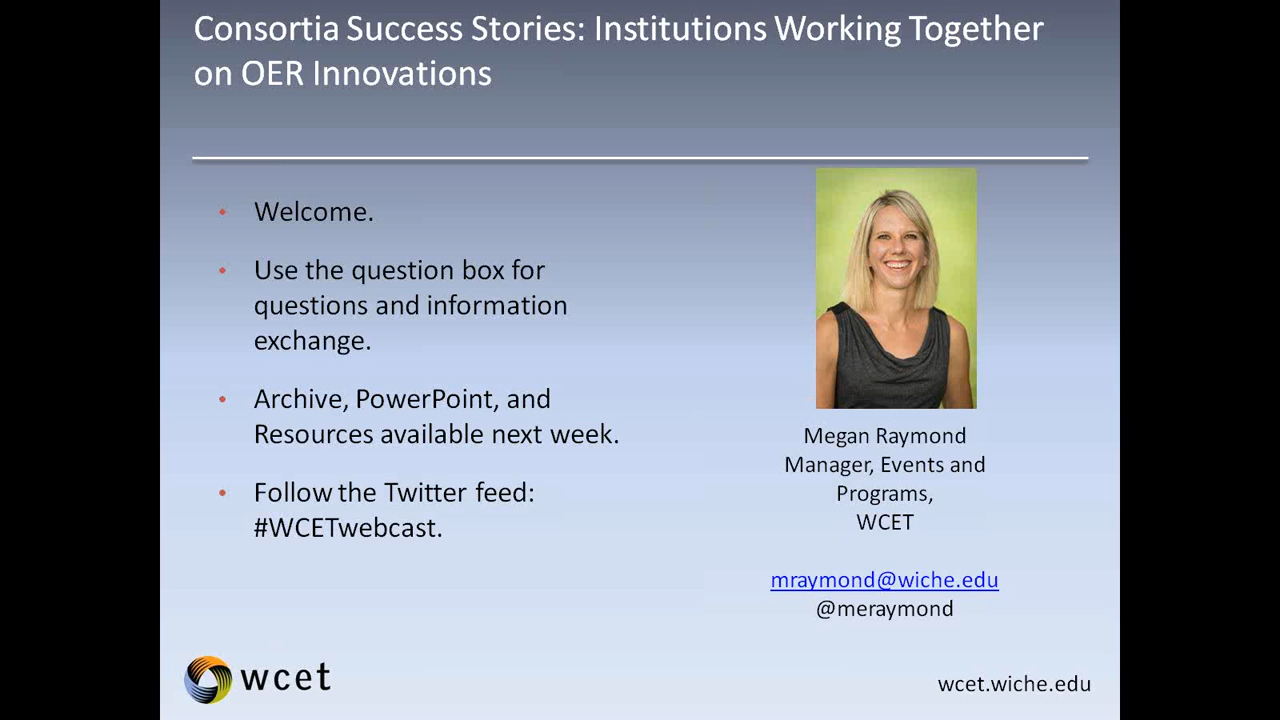 Consortia Success Stories: Institutions Working Together
on OER Innovations
• Welcome.
• Use the question box for
questions and information
exchange.
• Archive, PowerPoint, and
Resources available next week.
• Follow the Twitter feed:
#WCETwebcast.
Megan Raymond
Manager, Events and
Programs,
WCET
mraymond@wiche.edu
@meraymond
wcet
wcet.wiche.edu